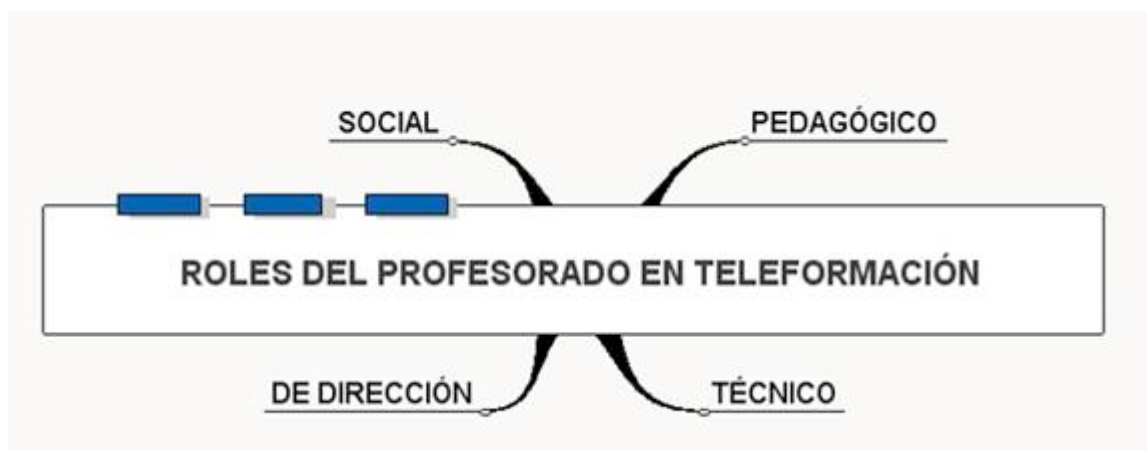 SOCIAL
PEDAGÓGICO
ROLES DEL PROFESORADO EN TELEFORMACIÓN
DE DIRECCIÓN
TÉCNICO